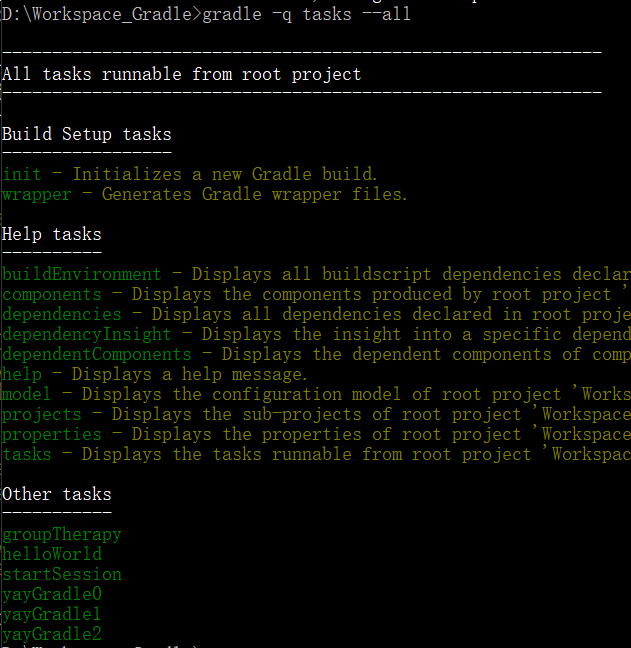 D:\Workspace_Gradle>gradle -q tasks --all
------------------------------------------------------------
All tasks runnable from root project
------------------------------------------------------------
Build Setup tasks
-----------------
init - Initializes a new Gradle build.
wrapper - Generates Gradle wrapper files.
Help tasks
----------
buildEnvironment - Displays all buildscript dependencies declar
components - Displays the components produced by root project '
dependencies - Displays all dependencies declared in root proje
dependencyInsight - Displays the insight into a specific depend
dependentComponents - Displays the dependent components of comp
help - Displays a help message.
model - Displays the configuration model of root project 'Works
projects - Displays the sub-projects of root project 'Workspace
properties - Displays the properties of root project 'Workspace
tasks - Displays the tasks runnable from root project 'Workspac
Other tasks
-----------
groupTherapy
helloWorld
startSession
yayGradle0
yayGradle1
yayGradle2